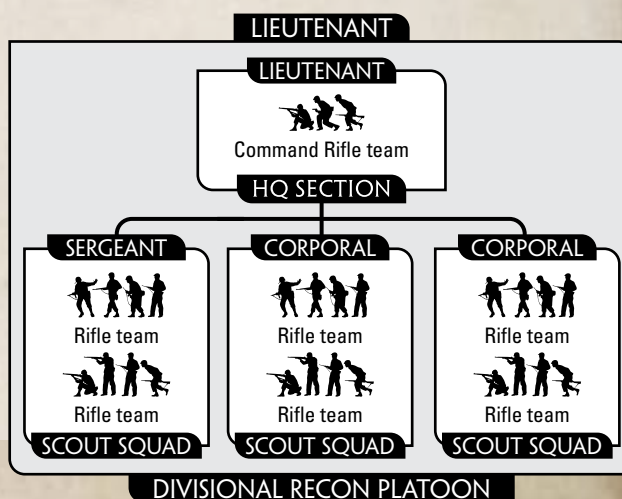 LIEUTENANT
LIEUTENANT
Command Rifle team
HQ SECTION
SERGEANT
Rifle team
Rifle team
SCOUT SQUAD
CORPORAL
Rifle team
Rifle team
SCOUT SQUAD
CORPORAL
Rifle team
Rifle team
SCOUT SQUAD
DIVISIONAL RECON PLATOON